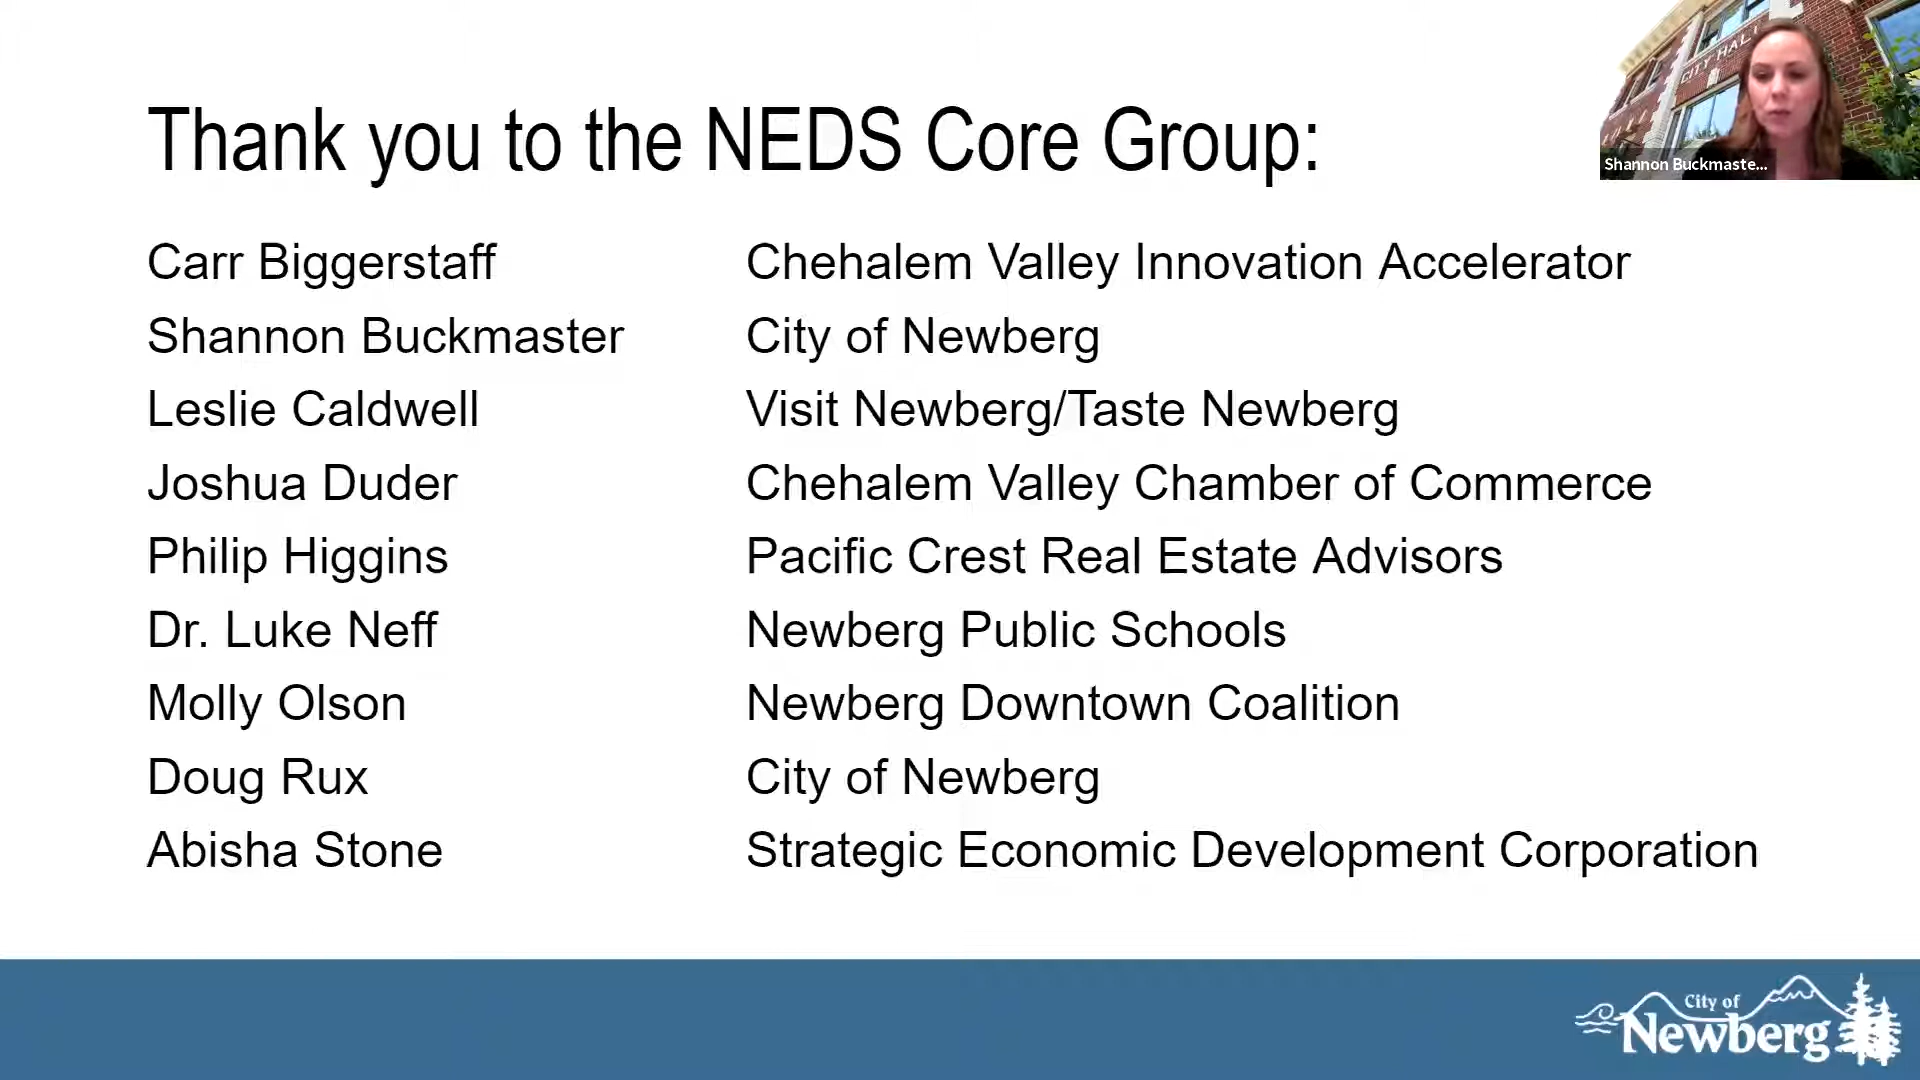 CITY HALL
Shannon Buckmaste...
Thank you to the NEDS Core Group:
Carr Biggerstaff Chehalem Valley Innovation Accelerator
Shannon Buckmaster City of Newberg
Leslie Caldwell Visit Newberg/Taste Newberg
Joshua Duder Chehalem Valley Chamber of Commerce
Philip Higgins Pacific Crest Real Estate Advisors
Dr. Luke Neff Newberg Public Schools
Molly Olson Newberg Downtown Coalition
Doug Rux City of Newberg
Abisha Stone Strategic Economic Development Corporation
City of
Newberg